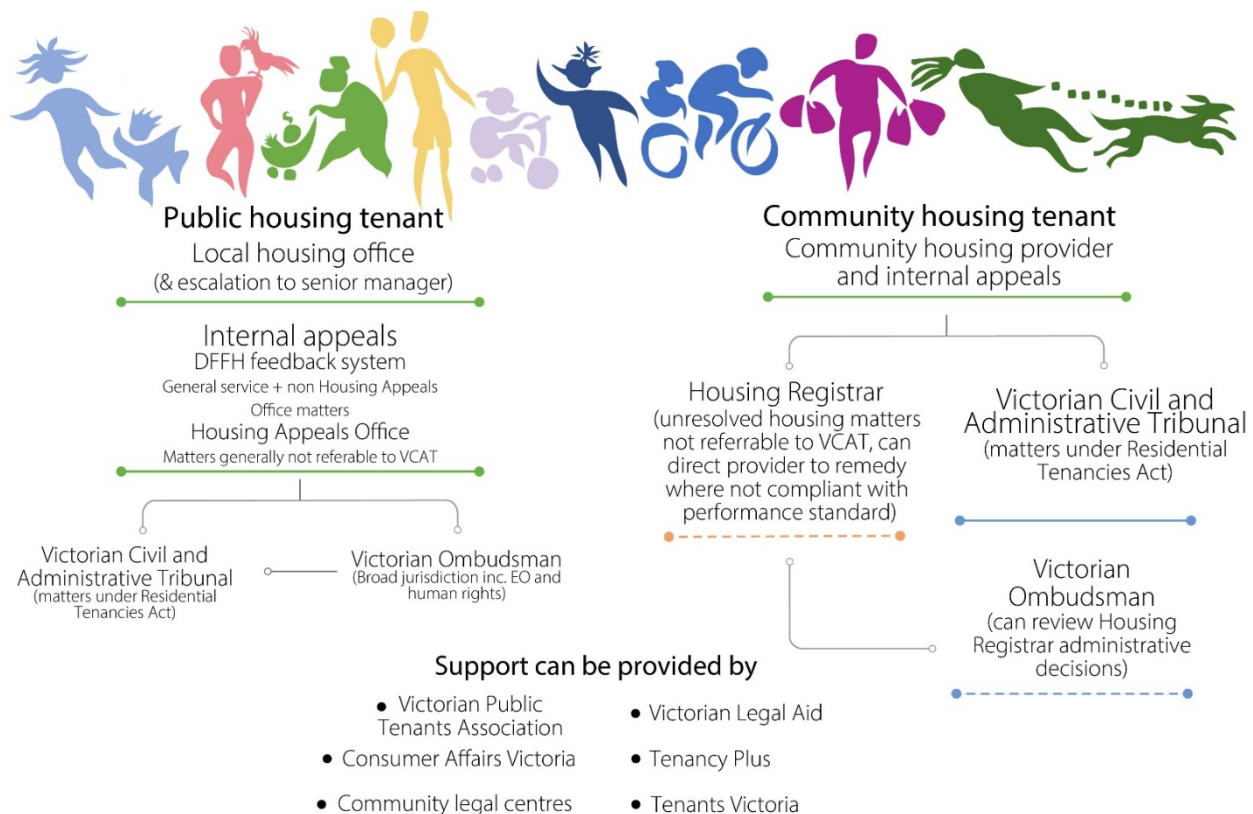 Public housing tenant
Local housing office
(& escalation to senior manager)
Internal appeals
DFFH feedback system
General service + non Housing Appeals
Office matters
Housing Appeals Office
Matters generally not referable to VCAT
Victorian Civil and
Administrative Tribunal
(matters under Residential
Tenancies Act)
Victorian Ombudsman
(Broad jurisdiction inc. EO and
human rights)
Community housing tenant
Community housing provider
and internal appeals
Housing Registrar
(unresolved housing matters
not referrable to VCAT, can
direct provider to remedy
where not compliant with
performance standard)
Victorian Civil and
Administrative Tribunal
(matters under Residential
Tenancies Act)
Victorian
Ombudsman
(can review Housing
Registrar administrative
decisions)
Support can be provided by
• Victorian Public
Tenants Association
• Consumer Affairs Victoria
• Community legal centres
• Victorian Legal Aid
• Tenancy Plus
• Tenants Victoria